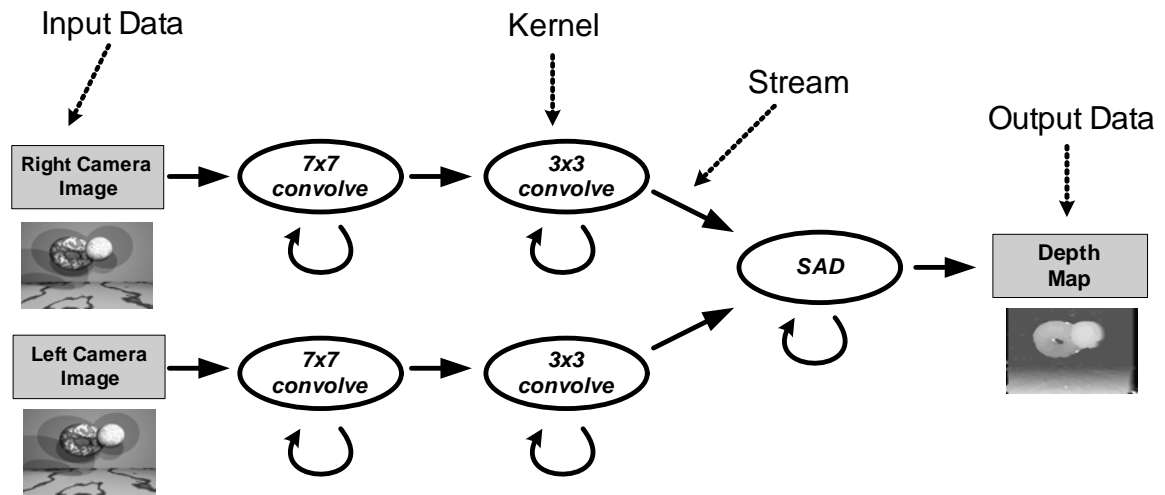 Input Data
Kernel
Stream
Output Data
Right Camera
Image
7x7
convolve
3x3
convolve
SAD
Depth
Map
Left Camera
Image
7x7
convolve
3x3
convolve